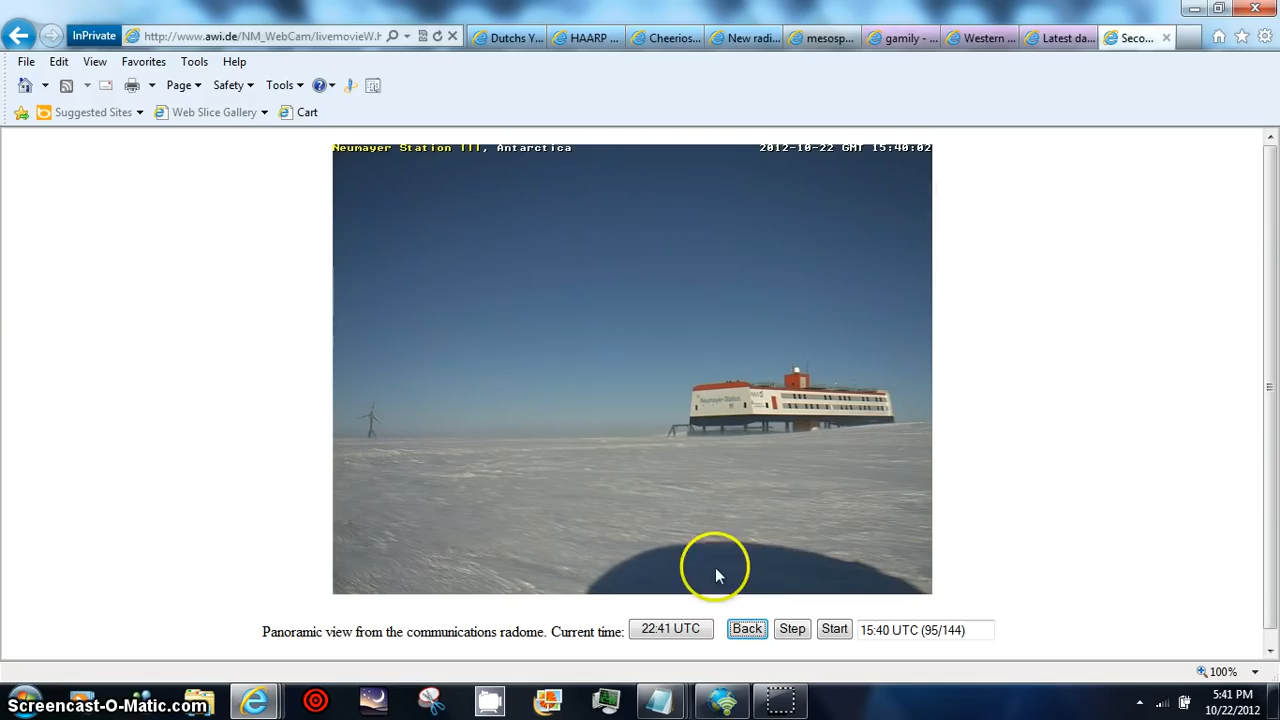 InPrivate
http://www.awi.de/NM_WebCam/livemovieW.h
Dutchs Y...
HAARP ...
Cheerios...
New radi...
mesosp...
gamily - ...
Western ...
Latest da...
Seco...
File Edit View Favorites Tools Help
Page Safety Tools
Suggested Sites Web Slice Gallery Cart
Neumayer Station III, Antarctica
2012-10-22 GMT 15:40:02
Neumayer-Station
III
Panoramic view from the communications radome. Current time: 22:41 UTC Back Step Start 15:40 UTC (95/144)
100%
Screencast-O-Matic.com
5:41 PM
10/22/2012